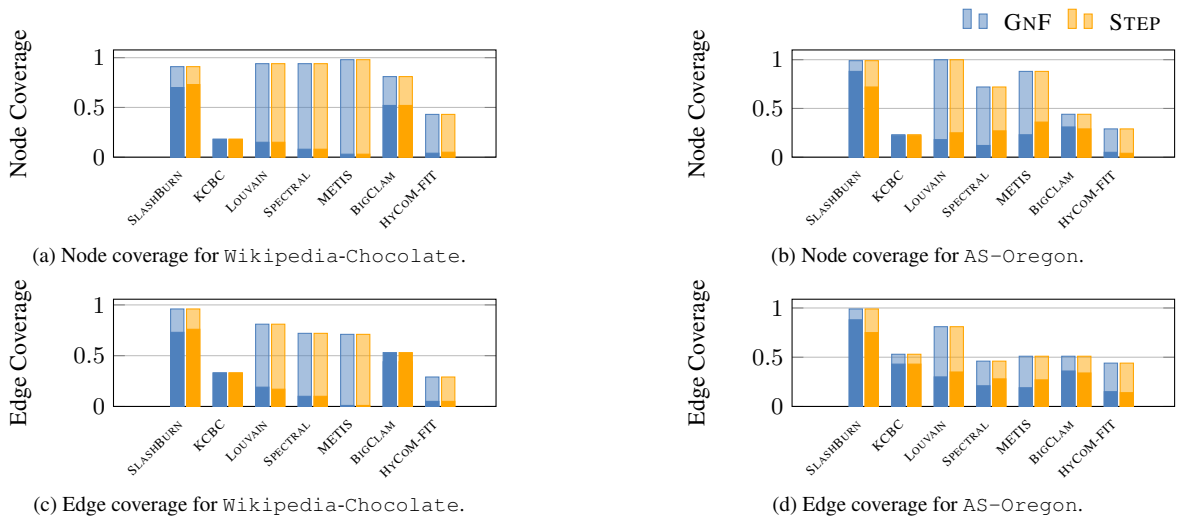 GNF STEP
Node Coverage
1
0.5
0
SLASHBURN
KCBC
LOUVAIN
SPECTRAL
METIS
BIGCLAM
HYCOM-FIT
(a) Node coverage for Wikipedia-Chocolate.
Node Coverage
1
0.5
0
SLASHBURN
KCBC
LOUVAIN
SPECTRAL
METIS
BIGCLAM
HYCOM-FIT
(b) Node coverage for AS-Oregon.
Edge Coverage
1
0.5
0
SLASHBURN
KCBC
LOUVAIN
SPECTRAL
METIS
BIGCLAM
HYCOM-FIT
(c) Edge coverage for Wikipedia-Chocolate.
Edge Coverage
1
0.5
0
SLASHBURN
KCBC
LOUVAIN
SPECTRAL
METIS
BIGCLAM
HYCOM-FIT
(d) Edge coverage for AS-Oregon.